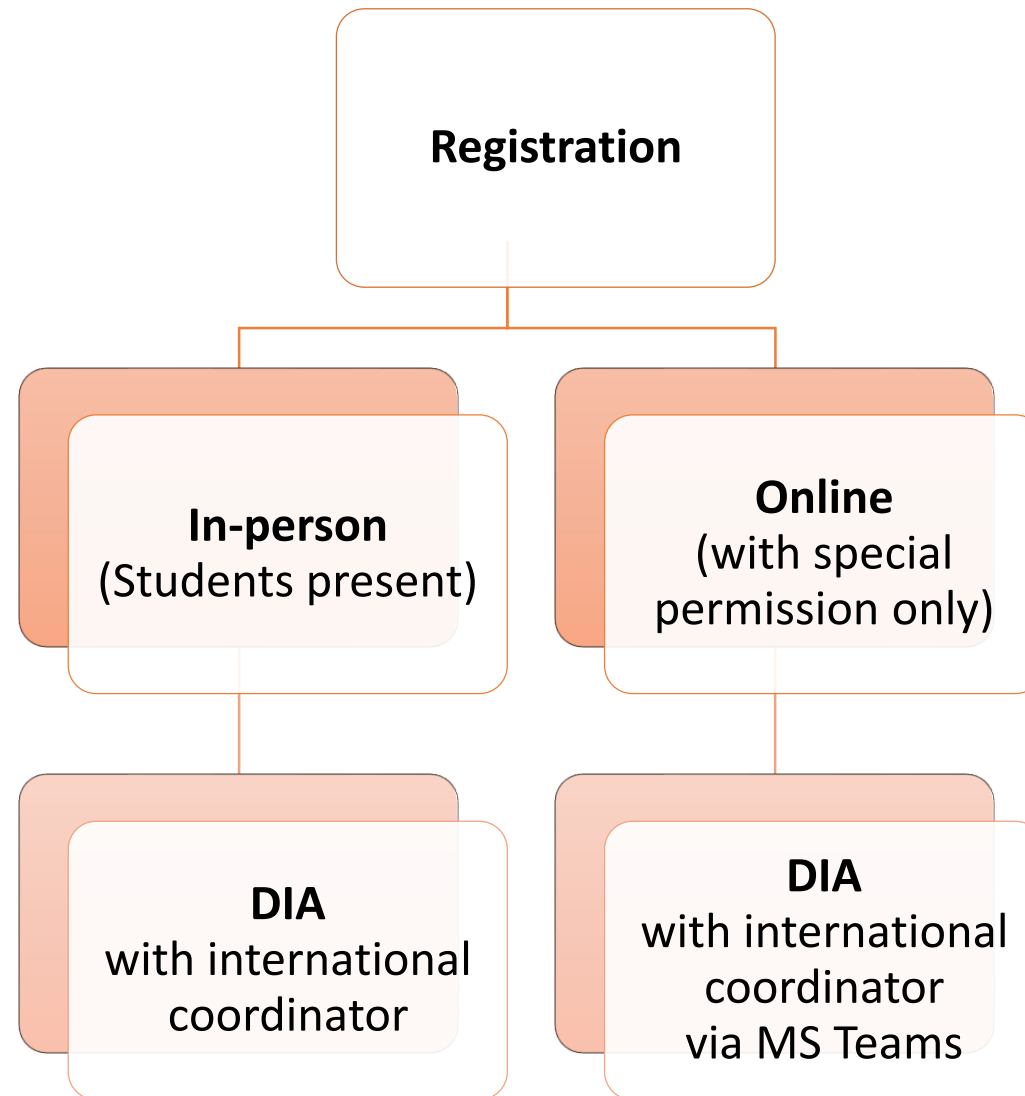 Registration
In-person
(Students present)
Online
(with special
permission only)
DIA
with international
coordinator
DIA
with international
coordinator
via MS Teams